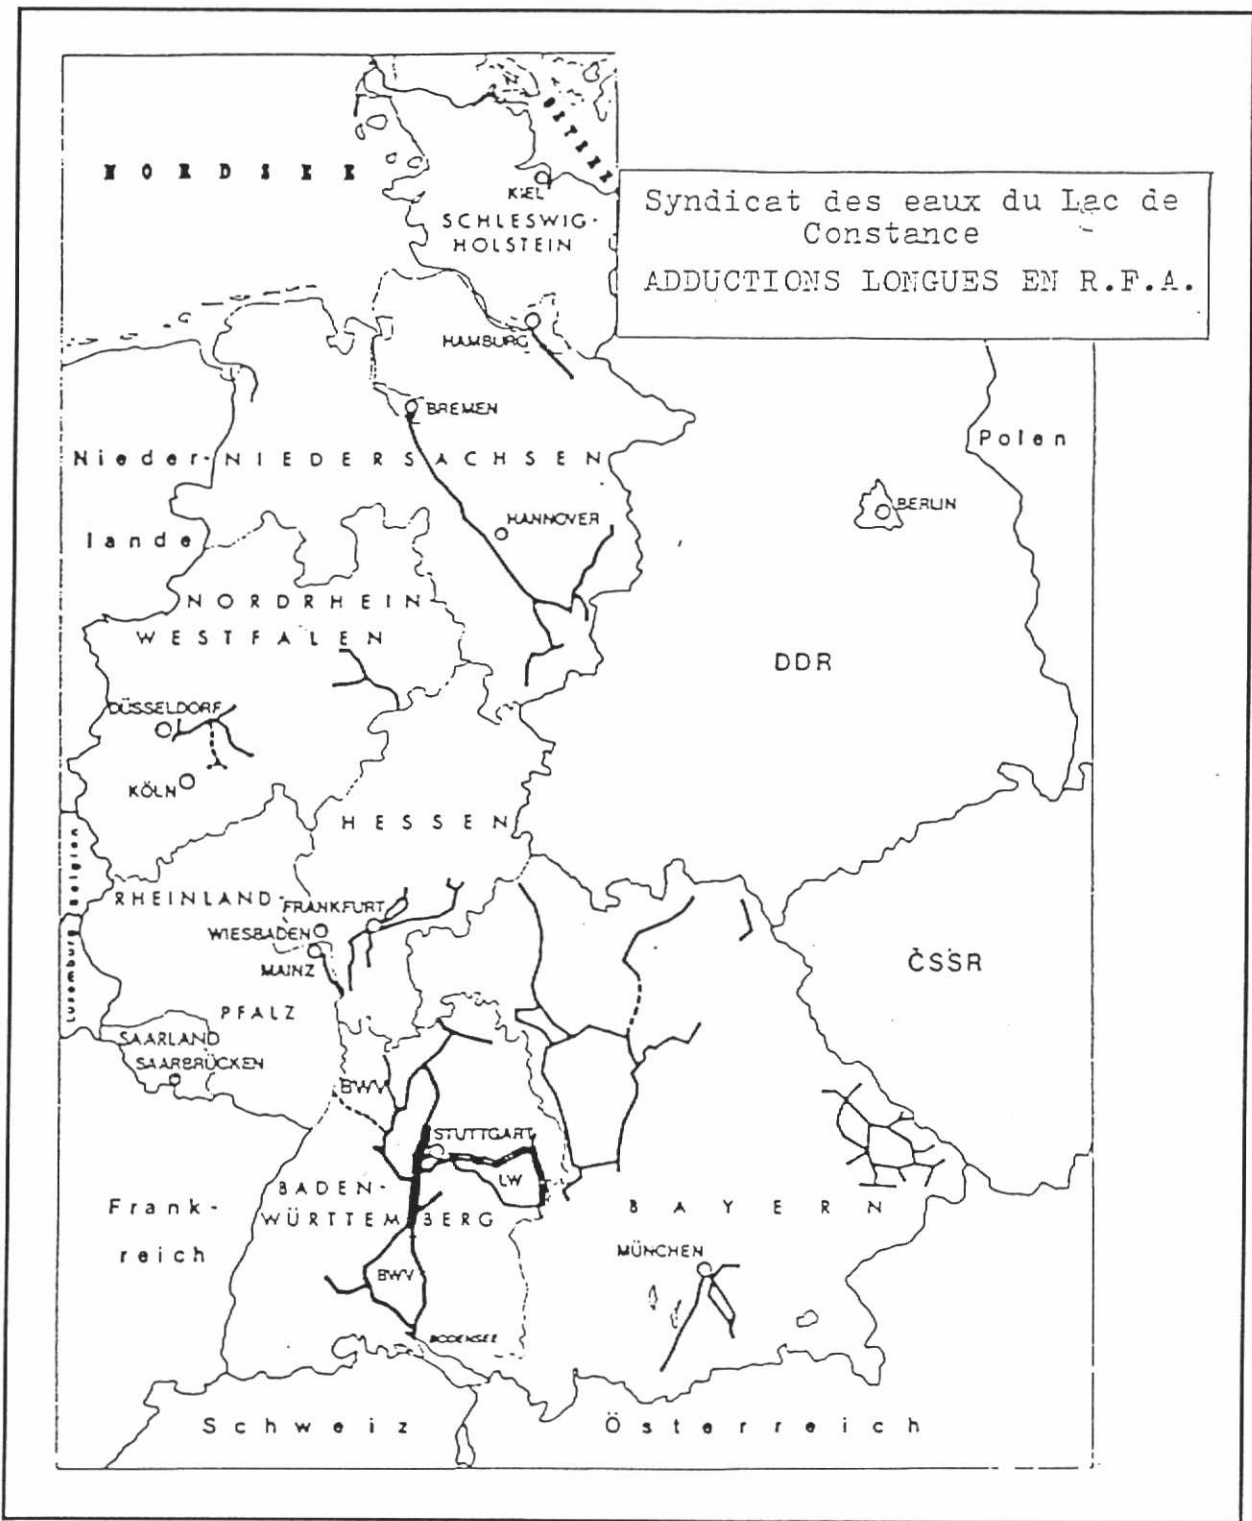 NORDSEE
OSTSEE
KIEL
SCHLESWIG-
HOLSTEIN
Syndicat des eaux du Lac de
Constance
ADDUCTIONS LONGUES EN R.F.A.
HAMBURG
BREMEN
Polen
Nieder-
lande
NIEDERSACHSEN
BERLIN
HANNOVER
NORDRHEIN
WESTFALEN
DDR
DÜSSELDORF
KÖLN
HESSEN
Belgien
Luxemburg
RHEINLAND-
PFALZ
FRANKFURT
WIESBADEN
MAINZ
ČSSR
SAARLAND
SAARBRÜCKEN
BWV
STUTTGART
LW
BADEN-
WÜRTTEMBERG
BAYERN
Frank-
reich
MÜNCHEN
BWV
BODENSEE
Schweiz
Österreich